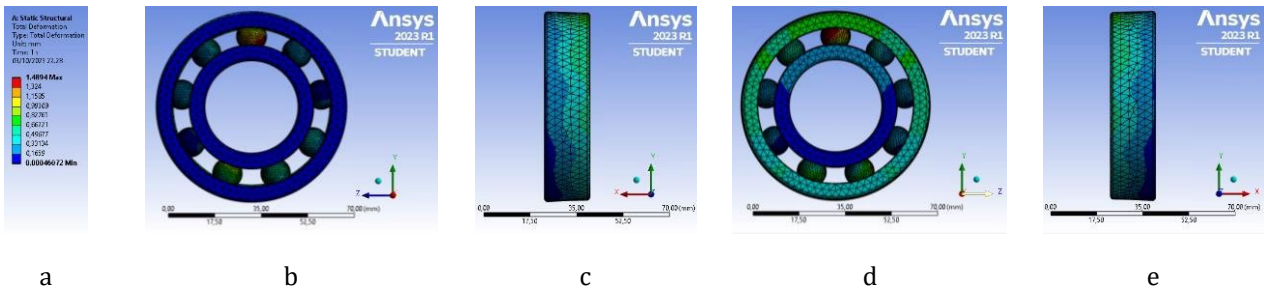 A: Static Structural
Total Deformation
Type: Total Deformation
Unit: mm
Time: 1 s
1,4894 Max
1,324
1,1585
0,66221
0,49677
0,33134
0,1659
0,00046072 Min
a
Ansys
2023 R1
STUDENT
Y
Z
0,00
35,00
70,00 (mm)
17,50
52,50
b
Ansys
2023 R1
STUDENT
Y
X
0,00
35,00
70,00 (mm)
17,50
52,50
c
Ansys
2023 R1
STUDENT
Y
Z
0,00
35,00
70,00 (mm)
17,50
52,50
d
Ansys
2023 R1
STUDENT
Y
X
0,00
35,00
70,00 (mm)
17,50
52,50
e